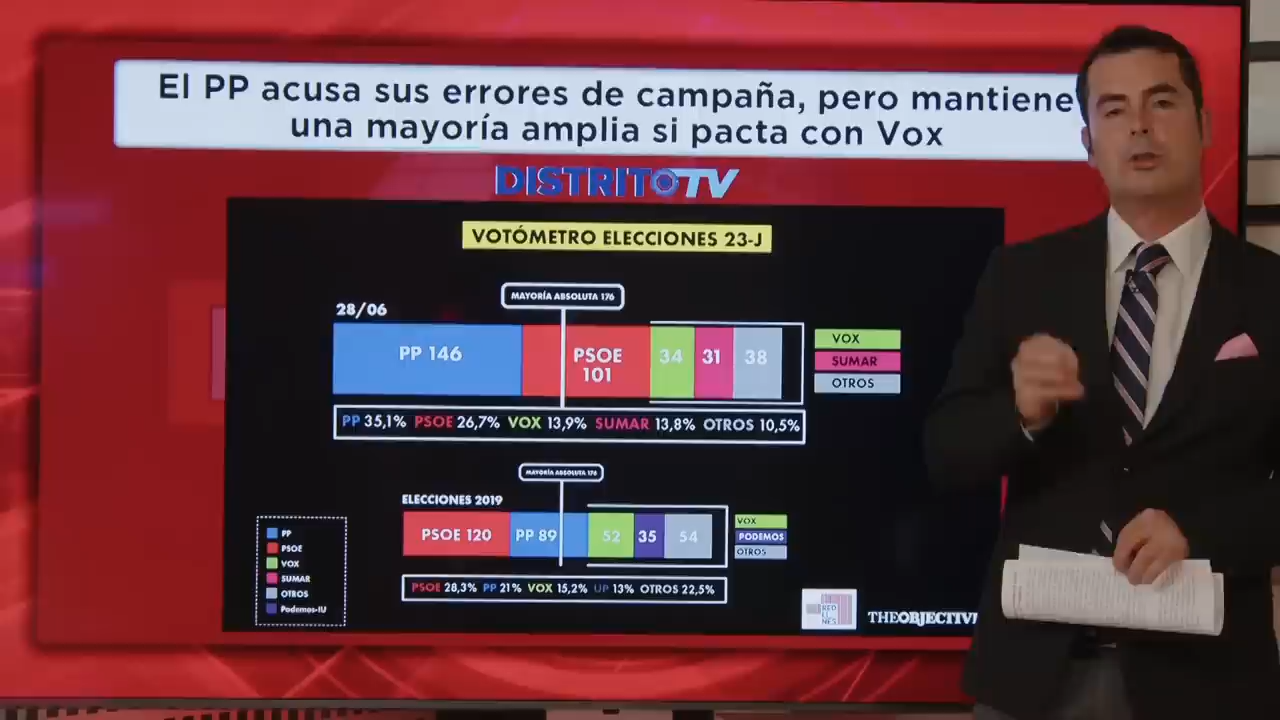 El PP acusa sus errores de campaña, pero mantiene
una mayoría amplia si pacta con Vox
DISTRITOTV
VOTÓMETRO ELECCIONES 23-J
MAYORÍA ABSOLUTA 176
28/06
PP 146
PSOE
101
34
31
38
VOX
SUMAR
OTROS
PP 35,1% PSOE 26,7% VOX 13,9% SUMAR 13,8% OTROS 10,5%
MAYORÍA ABSOLUTA 176
ELECCIONES 2019
PSOE 120
PP 89
52
35
54
VOX
PODEMOS
OTROS
PSOE 28,3% PP 21% VOX 15,2% UP 13% OTROS 22,5%
PP
PSOE
VOX
SUMAR
OTROS
Podemos-IU
RED
LI NES
THEOBJECTIVE